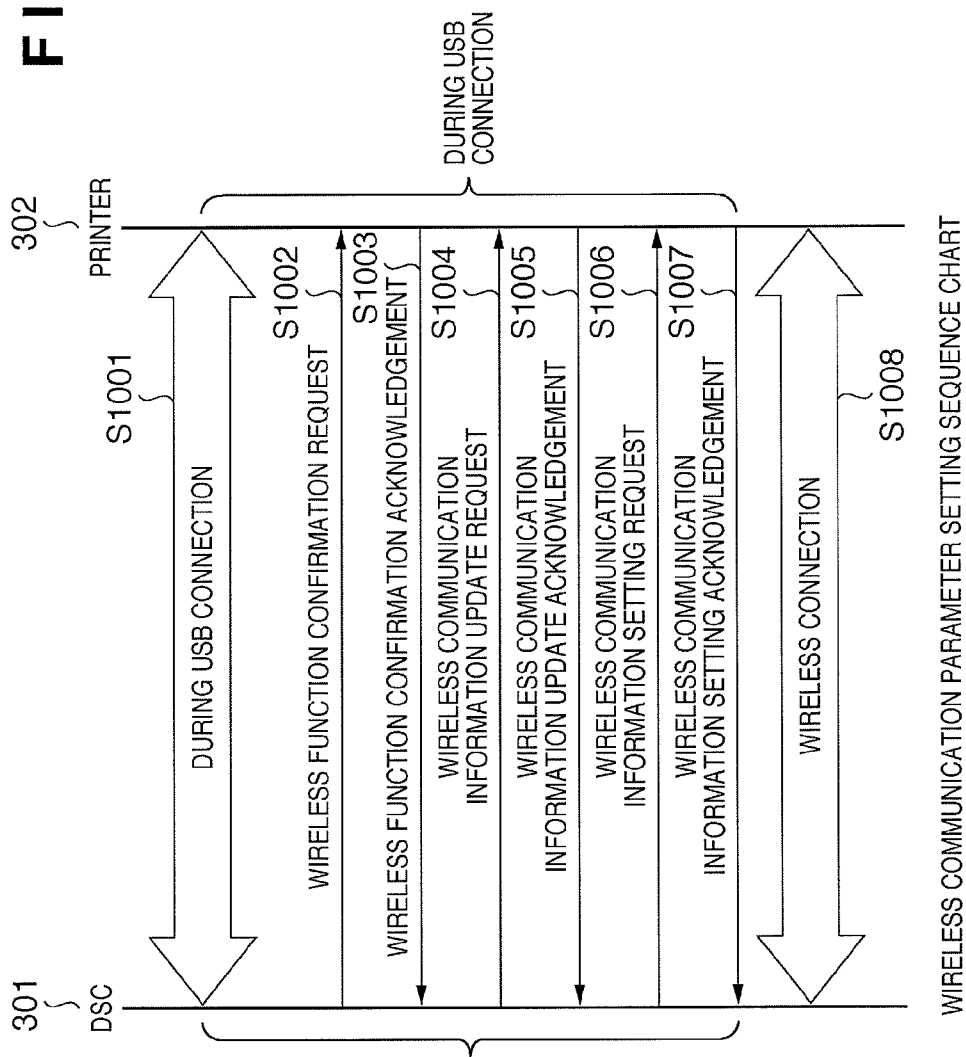 F I
301
DSC
302
PRINTER
S1001
DURING USB CONNECTION
WIRELESS FUNCTION CONFIRMATION REQUEST
S1002
WIRELESS FUNCTION CONFIRMATION ACKNOWLEDGEMENT
S1003
WIRELESS COMMUNICATION
INFORMATION UPDATE REQUEST
S1004
WIRELESS COMMUNICATION
INFORMATION UPDATE ACKNOWLEDGEMENT
S1005
WIRELESS COMMUNICATION
INFORMATION SETTING REQUEST
S1006
WIRELESS COMMUNICATION
INFORMATION SETTING ACKNOWLEDGEMENT
S1007
DURING USB
CONNECTION
WIRELESS CONNECTION
S1008
WIRELESS COMMUNICATION PARAMETER SETTING SEQUENCE CHART